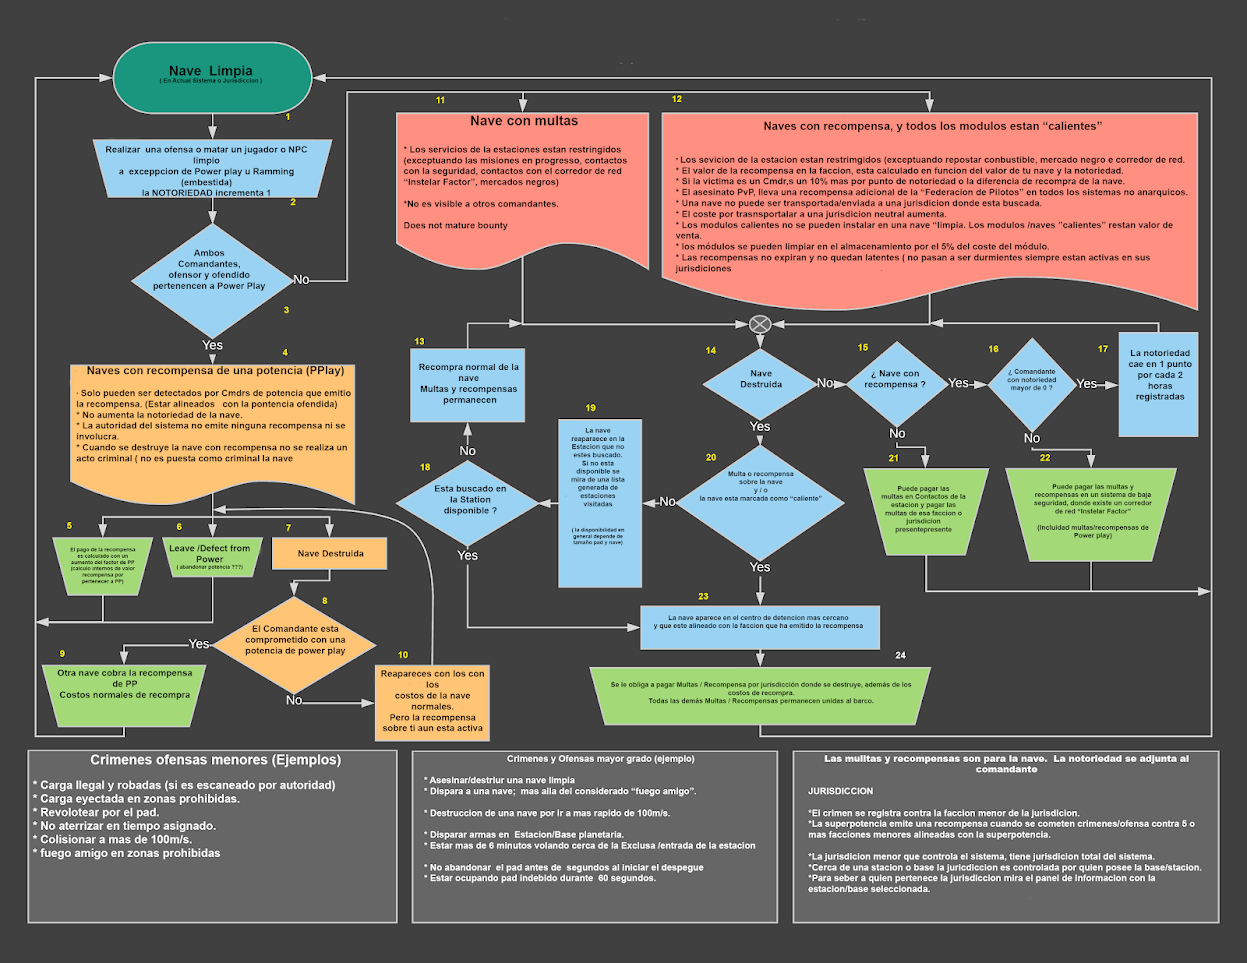 Nave Limpia
( En Actual Sistema o Jurisdiccion )
1
Realizar una ofensa o matar un jugador o NPC
limpio
a exceppcion de Power play u Ramming
(embestida)
la NOTORIEDAD incrementa 1
2
Ambos
Comandantes,
ofensor y ofendido
pertenencen a Power Play
No
3
Yes
4
Naves con recompensa de una potencia (PPlay)
- Solo pueden ser detectados por Cmdrs de potencia que emitio
la recompensa. (Estar alineados con la pontencia ofendida)
* No aumenta la notoriedad de la nave.
* La autoridad del sistema no emite ninguna recompensa ni se
involucra.
* Cuando se destruye la nave con recompensa no se realiza un
acto criminal ( no es puesta como criminal la nave
5
El pago de la recompensa
es calculado con un
aumento del factor de PP
(calculo internos de valor
recompensa por
pertenecer a PP)
6
Leave /Defect from
Power
( abandonar potencia ???)
7
Nave Destruida
8
El Comandante esta
comprometido con una
potencia de power play
Yes
No
9
Otra nave cobra la recompensa
de PP
Costos normales de recompra
10
Reapareces con los con
los
costos de la nave
normales.
Pero la recompensa
sobre ti aun esta activa
11
Nave con multas
* Los servicios de la estaciones estan restringidos
(exceptuando las misiones en progreso, contactos
con la seguridad, contactos con el corredor de red
“Instelar Factor”, mercados negros)
*No es visible a otros comandantes.
Does not mature bounty
12
Naves con recompensa, y todos los modulos estan “calientes”
· Los sevicion de la estacion estan restrimgidos (exceptuando repostar conbustible, mercado negro e corredor de red.
* El valor de la recompensa en la faccion, esta calculado en funcion del valor de tu nave y la notoriedad.
* Si la victima es un Cmdr,s un 10% mas por punto de notoriedad o la diferencia de recompra de la nave.
* El asesinato PvP, lleva una recompensa adicional de la “Federacion de Pilotos” en todos los sistemas no anarquicos.
* Una nave no puede ser transportada/enviada a una jurisdicion donde esta buscada.
* El coste por trasnsportalar a una jurisdicion neutral aumenta.
* Los modulos calientes no se pueden instalar en una nave “limpia. Los modulos /naves ”calientes” restan valor de
venta.
* los módulos se pueden limpiar en el almacenamiento por el 5% del coste del módulo.
* Las recompensas no expiran y no quedan latentes ( no pasan a ser durmientes siempre estan activas en sus
jurisdiciones
13
Recompra normal de la
nave
Multas y recompensas
permanecen
14
Nave
Destruida
No
Yes
15
¿ Nave con
recompensa ?
Yes
No
16
¿ Comandante
con notoriedad
mayor de 0 ?
Yes
No
17
La notoriedad
cae en 1 punto
por cada 2
horas
registradas
18
Esta buscado en
la Station
disponible ?
No
Yes
19
La nave
reaparaece en la
Estacion que no
estes buscado.
Si no esta
disponible se
mira de una lista
generada de
estaciones
visitadas
( la disponibilidad en
general depende de
tamaño pad y nave)
20
Multa o recompensa
sobre la nave
y / o
la nave esta marcada como “caliente”
No
Yes
21
Puede pagar las
multas en Contactos de la
estacion y pagar las
multas de esa faccion o
jurisdicion
presentepresente
22
Puede pagar las multas y
recompensas en un sistema de baja
seguridad, donde existe un corredor
de red “Instelar Factor”
(Incluidad multas/recompensas de
Power play)
23
La nave aparece en el centro de detencion mas cercano
y que este alineado con la faccion que ha emitido la recompensa
24
Se le obliga a pagar Multas / Recompensa por jurisdicción donde se destruye, además de los
costos de recompra.
Todas las demás Multas / Recompensas permanecen unidas al barco.
Crimenes ofensas menores (Ejemplos)
* Carga Ilegal y robadas (si es escaneado por autoridad)
* Carga eyectada en zonas prohibidas.
* Revolotear por el pad.
* No aterrizar en tiempo asignado.
* Colisionar a mas de 100m/s.
* fuego amigo en zonas prohibidas
Crimenes y Ofensas mayor grado (ejemplo)
* Asesinar/destriur una nave limpia
* Dispara a una nave; mas alla del considerado “fuego amigo”.
* Destruccion de una nave por ir a mas rapido de 100m/s.
* Disparar armas en Estacion/Base planetaria.
* Estar mas de 6 minutos volando cerca de la Exclusa /entrada de la estacion
* No abandonar el pad antes de segundos al iniciar el despegue
* Estar ocupando pad indebido durante 60 segundos.
Las mulitas y recompensas son para la nave. La notoriedad se adjunta al
comandante
JURISDICCION
*El crimen se registra contra la faccion menor de la jurisdicion.
*La superpotencia emite una recompensa cuando se cometen crimenes/ofensa contra 5 o
mas facciones menores alineadas con la superpotencia.
*La jurisdicion menor que controla el sistema, tiene jurisdicion total del sistema.
*Cerca de una stacion o base la juricdiccion es controlada por quien posee la base/stacion.
*Para seber a quien pertenece la jurisdiccion mira el panel de informacion con la
estacion/base seleccionada.